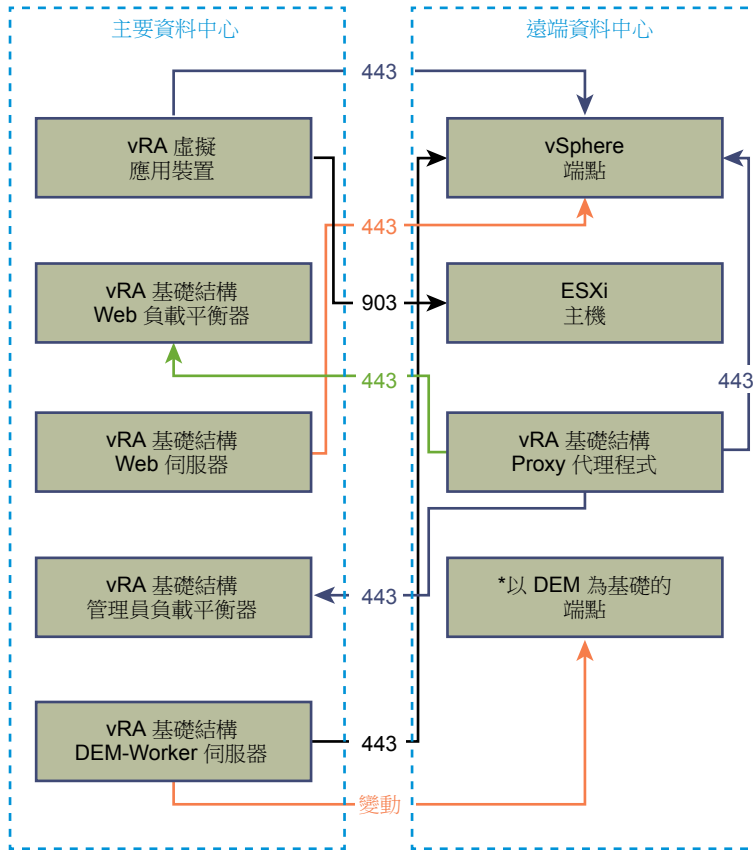 主要資料中心
遠端資料中心
443
vRA 虛擬
應用裝置
vSphere
端點
443
vRA 基礎結構
Web 負載平衡器
903
ESXi
主機
443
443
vRA 基礎結構
Web 伺服器
vRA 基礎結構
Proxy 代理程式
vRA 基礎結構
管理員負載平衡器
443
*以 DEM 為基礎的
端點
vRA 基礎結構
DEM-Worker 伺服器
443
變動